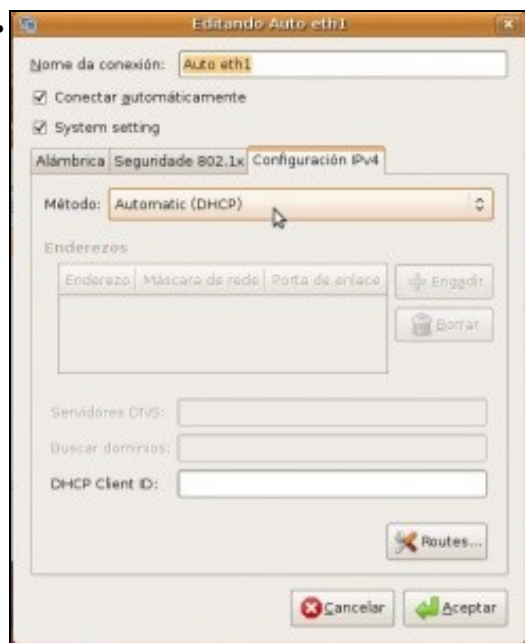 Editando Auto eth1
Nome da conexión: Auto eth1
Conectar automáticamente
System setting
Alámbrica Seguridade 802.1x Configuración IPv4
Método: Automatic (DHCP)
Enderezos
Enderezo Máscara de rede Porta de enlace
Engadir
Borrar
Servidores DNS:
Buscar dominios:
DHCP Client ID:
Routes...
Cancelar Aceptar